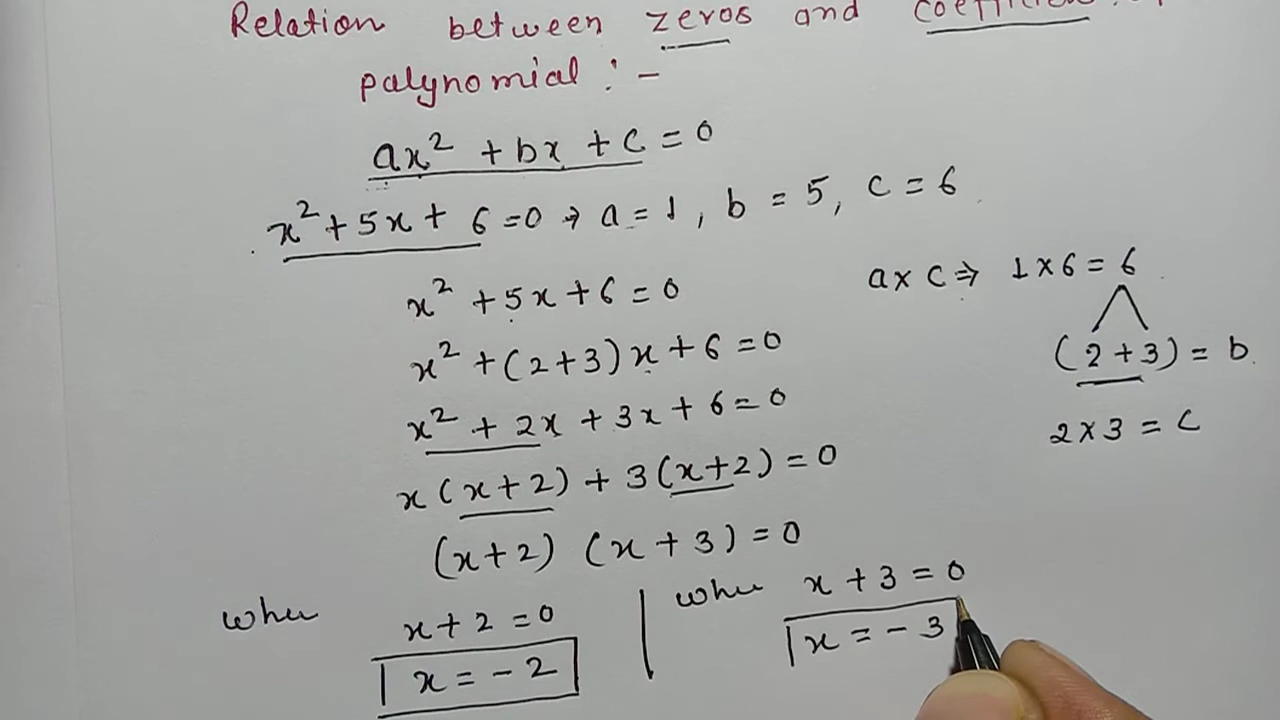 Relation between zeros and
palynomial : -
ax² + bx + c = 0
x² + 5x + 6 = 0 → a = 1, b = 5, c = 6
x² + 5x + 6 = 0
a x c ⇒ 1 x 6 = 6
x² + (2+3) x + 6 = 0
(2 + 3) = b
x² + 2x + 3x + 6 = 0
2 x 3 = c
x (x+2) + 3 (x+2) = 0
(x+2) (x+3) = 0
when x + 2 = 0
when x + 3 = 0
x = - 2
x = - 3